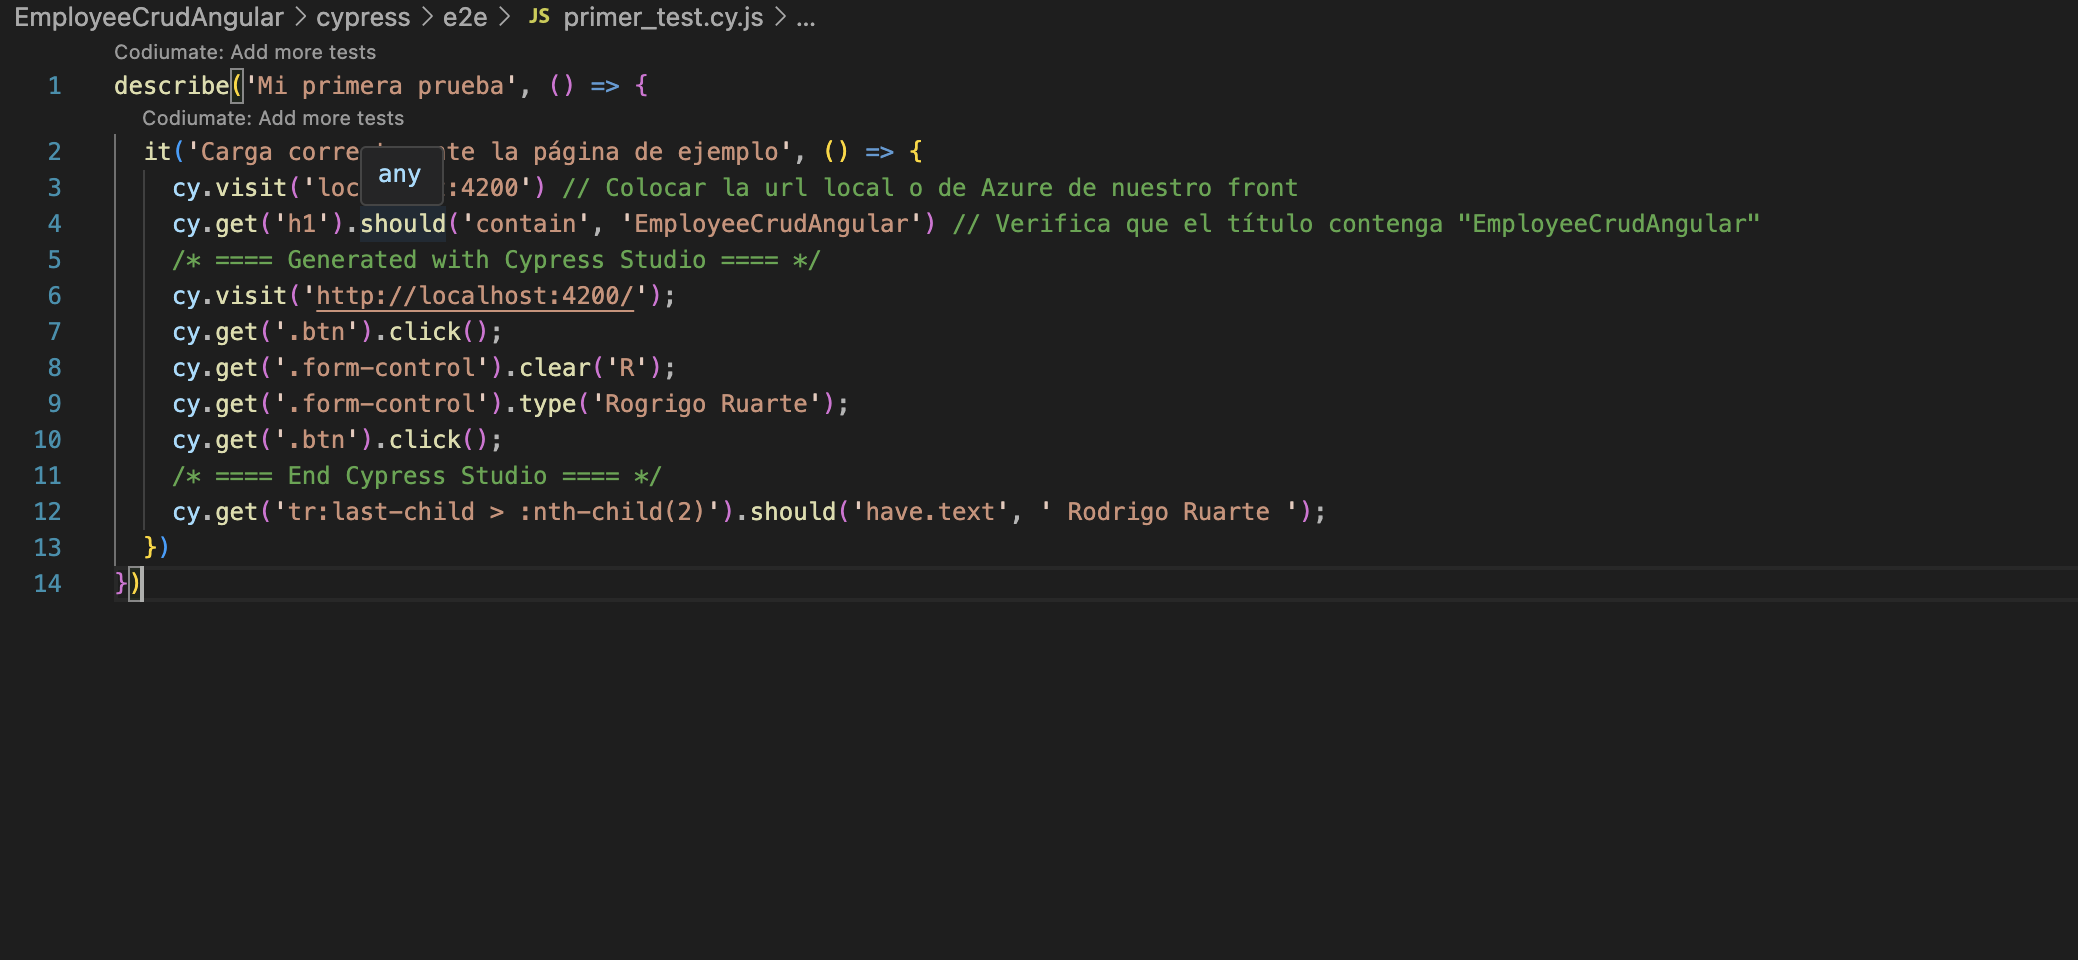 EmployeeCrudAngular > cypress > e2e > JS primer_test.cy.js > ...
Codiumate: Add more tests
1 describe('Mi primera prueba', () => {
Codiumate: Add more tests
2 it('Carga corre nte la página de ejemplo', () => {
any
3 cy.visit('loc :4200') // Colocar la url local o de Azure de nuestro front
4 cy.get('h1').should('contain', 'EmployeeCrudAngular') // Verifica que el título contenga "EmployeeCrudAngular"
5 /* ==== Generated with Cypress Studio ==== */
6 cy.visit('http://localhost:4200/');
7 cy.get('.btn').click();
8 cy.get('.form-control').clear('R');
9 cy.get('.form-control').type('Rogrigo Ruarte');
10 cy.get('.btn').click();
11 /* ==== End Cypress Studio ==== */
12 cy.get('tr:last-child > :nth-child(2)').should('have.text', ' Rodrigo Ruarte ');
13 })
14 })